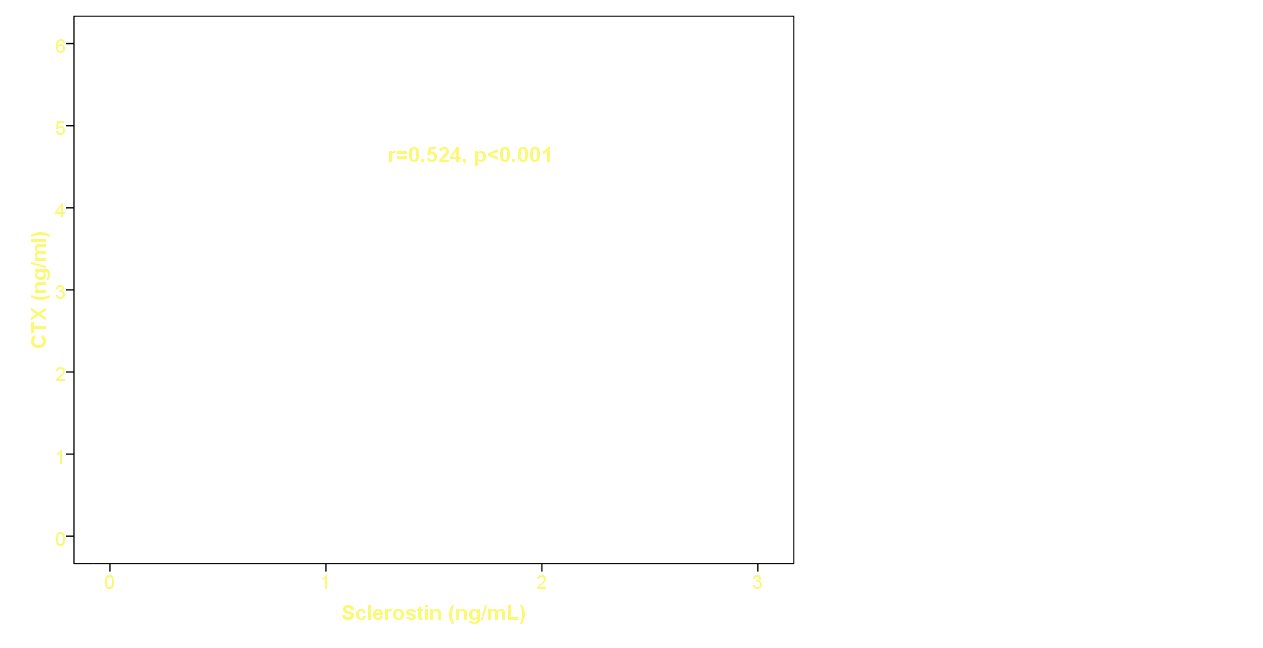 6
5
r=0.524, p<0.001
4
CTX (ng/ml)
3
2
1
0
0 1 2 3
Sclerostin (ng/mL)